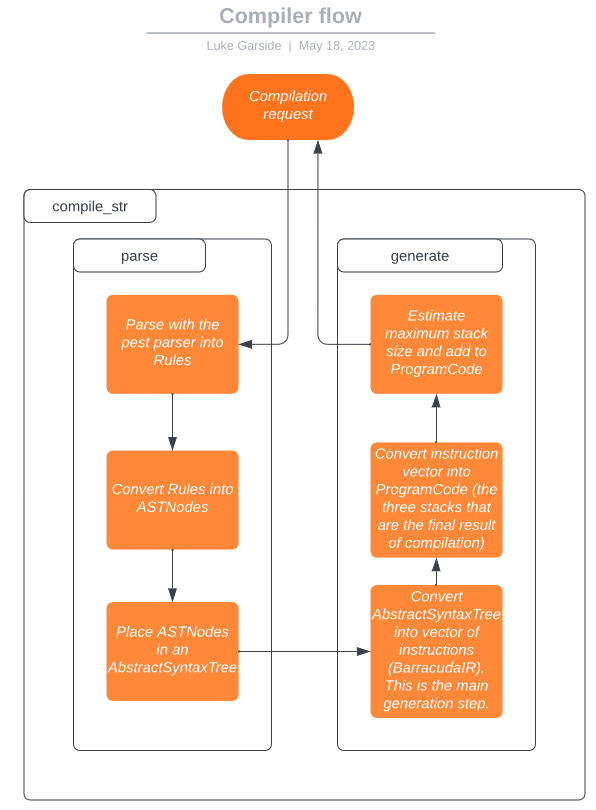 Compiler flow
Luke Garside | May 18, 2023
Compilation
request
compile_str
parse
Parse with the
pest parser into
Rules
Convert Rules into
ASTNodes
Place ASTNodes
in an
AbstractSyntaxTree
generate
Estimate
maximum stack
size and add to
ProgramCode
Convert instruction
vector into
ProgramCode (the
three stacks that
are the final result
of compilation)
Convert
AbstractSyntaxTree
into vector of
instructions
(BarracudaIR).
This is the main
generation step.